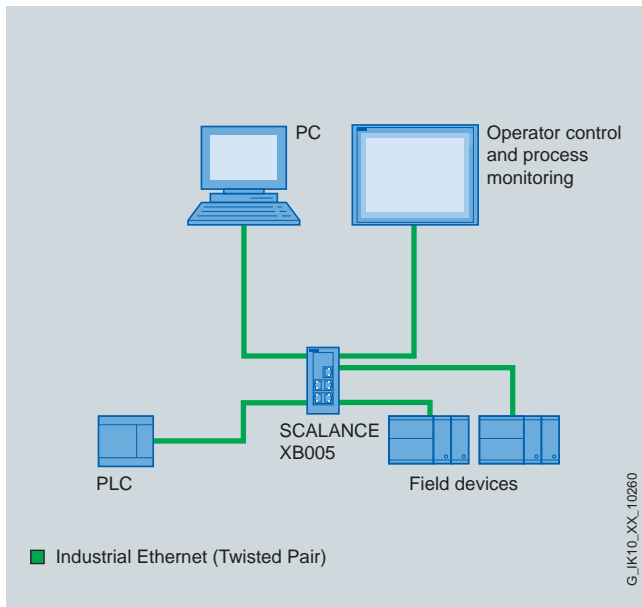 PC
Operator control
and process
monitoring
SCALANCE
XB005
PLC
Field devices
Industrial Ethernet (Twisted Pair)
G_IK10_XX_10260